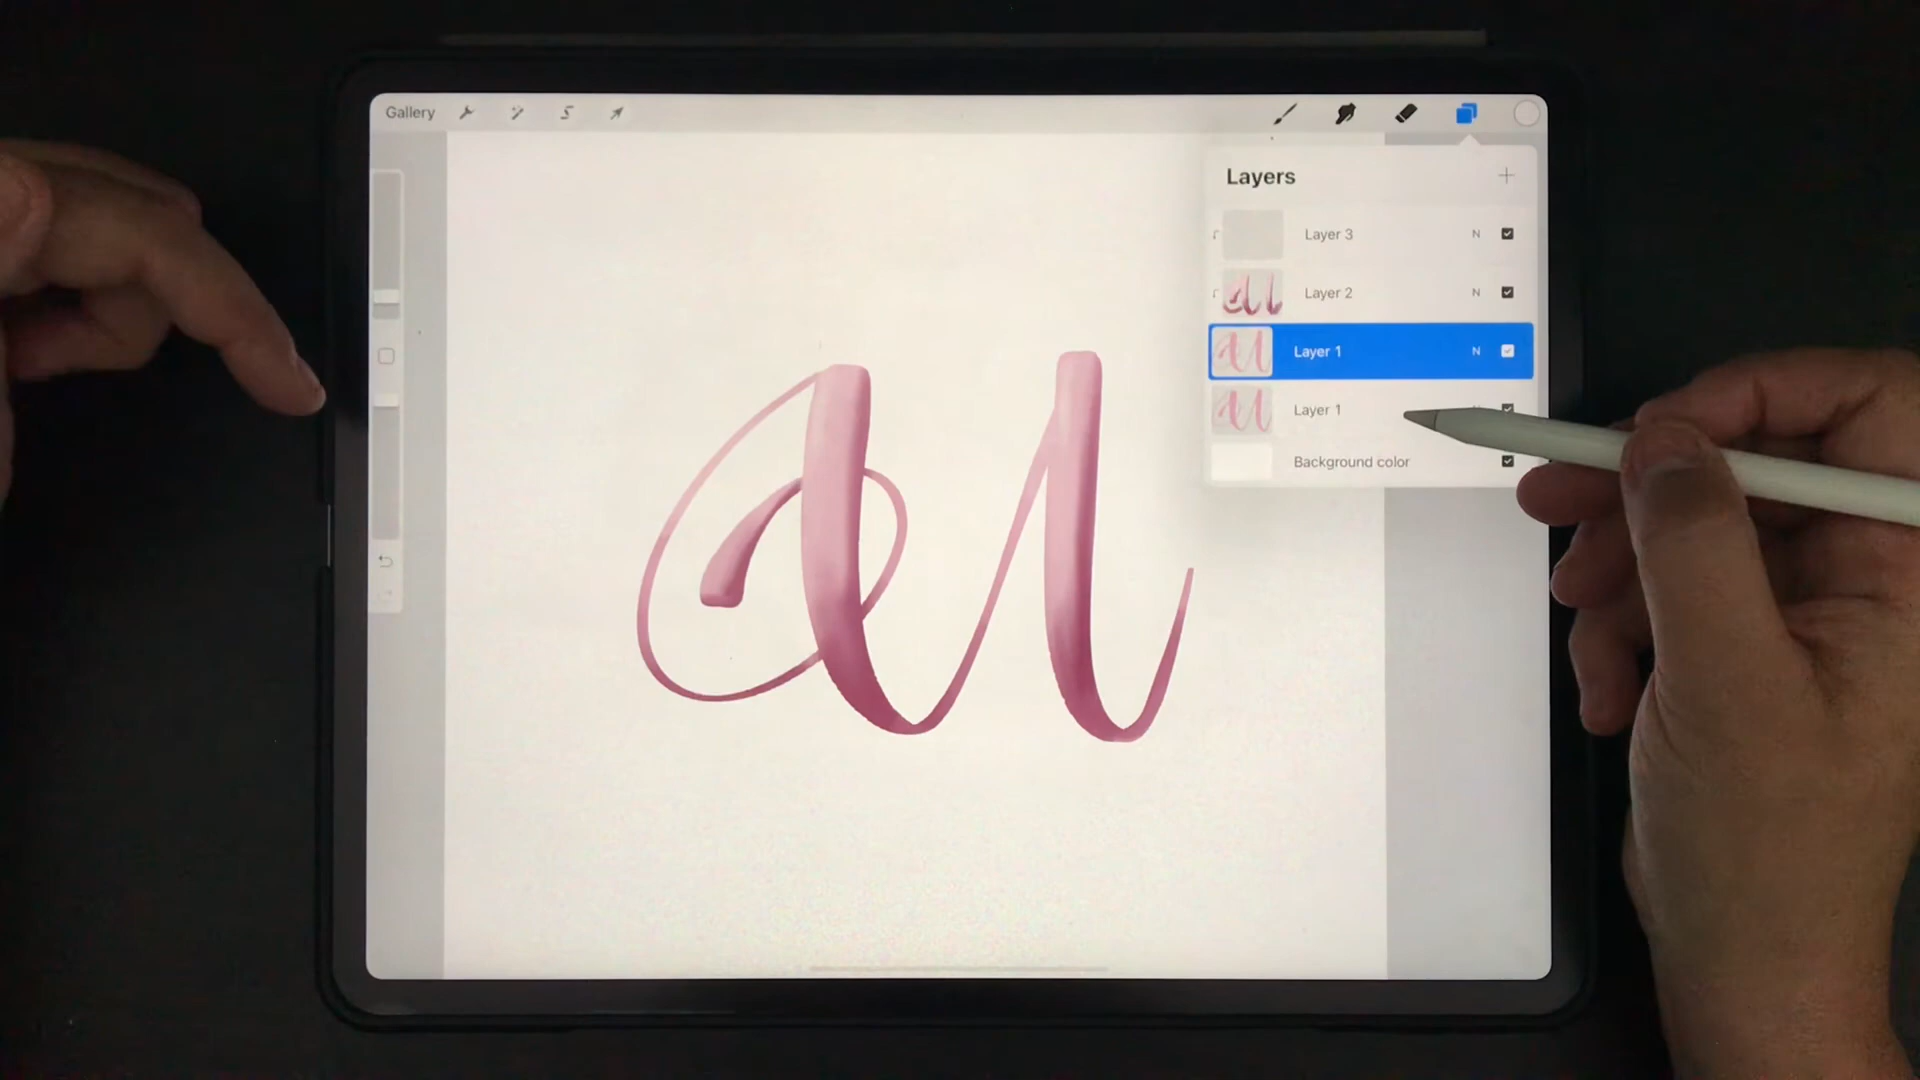 Gallery
Layers
Layer 3 N
Layer 2 N
Layer 1 N
Layer 1
Background color
U